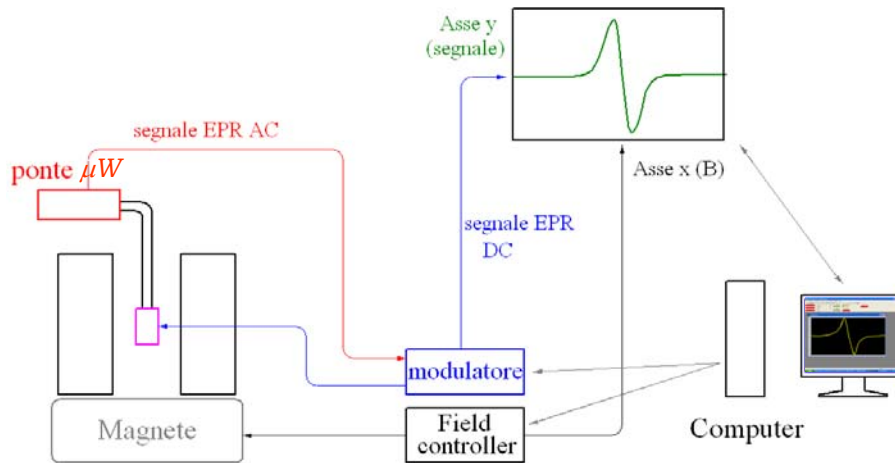 Asse y
(segnale)
segnale EPR AC
ponte μW
Asse x (B)
segnale EPR
DC
modulatore
Magnete
Field
controller
Computer